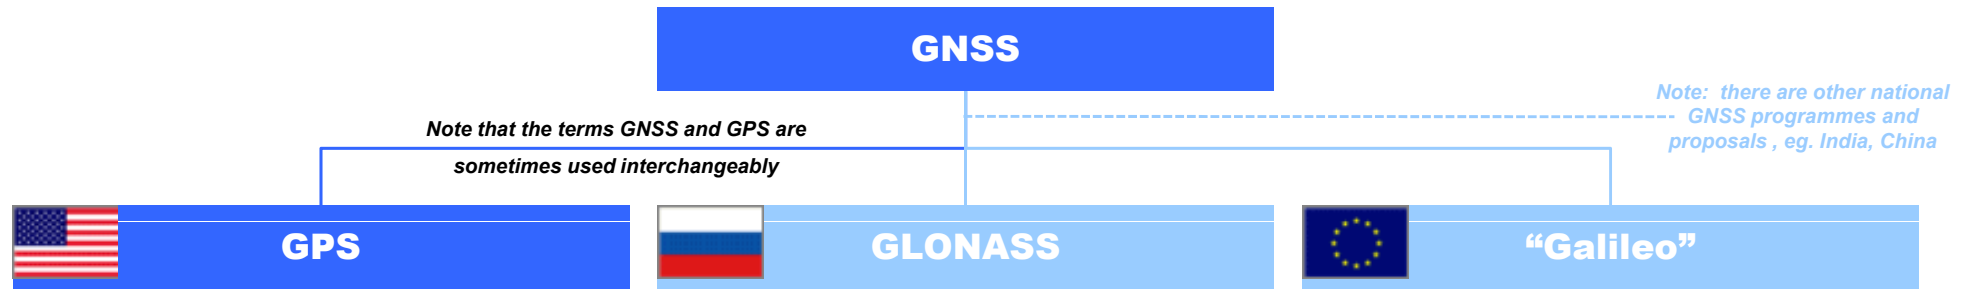 GNSS
Note: there are other national
GNSS programmes and
proposals , eg. India, China
Note that the terms GNSS and GPS are
sometimes used interchangeably
GPS
GLONASS
“Galileo”